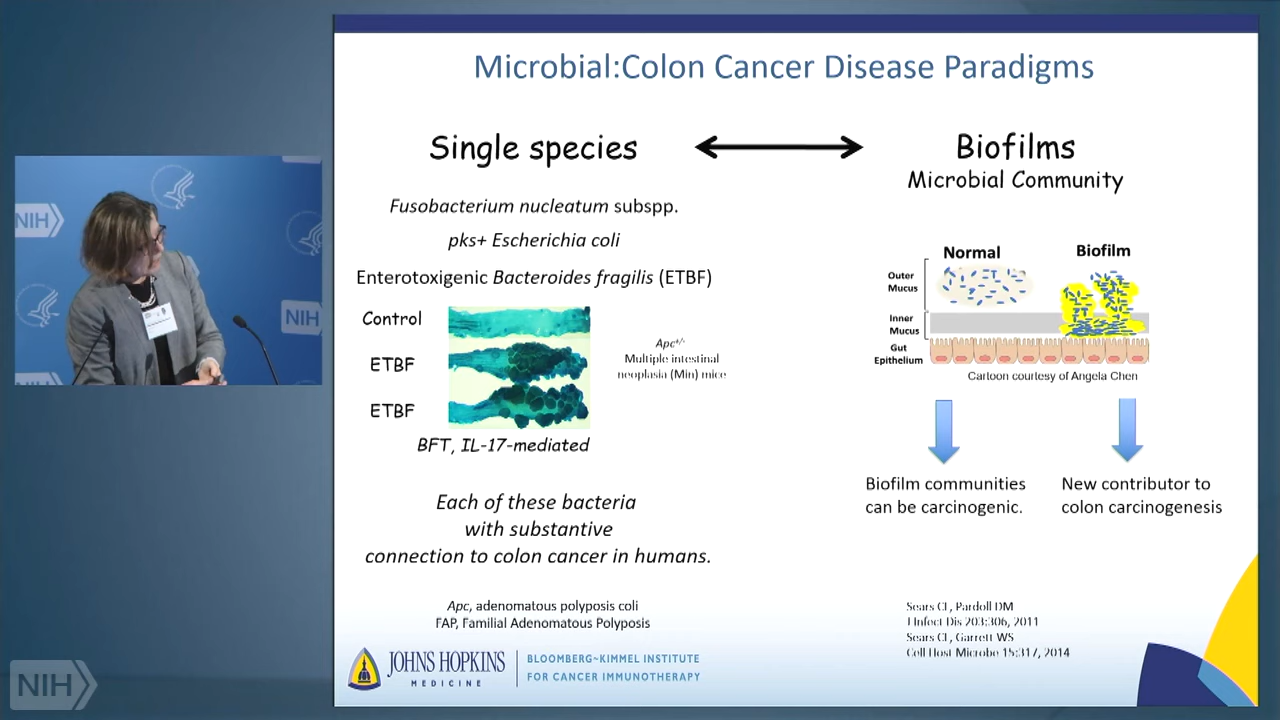 Microbial:Colon Cancer Disease Paradigms
Single species
Biofilms
Microbial Community
Fusobacterium nucleatum subspp.
pks+ Escherichia coli
Enterotoxigenic Bacteroides fragilis (ETBF)
Control
ETBF
ETBF
Apc+/-
Multiple intestinal
neoplasia (Min) mice
BFT, IL-17-mediated
Each of these bacteria
with substantive
connection to colon cancer in humans.
Apc, adenomatous polyposis coli
FAP, Familial Adenomatous Polyposis
Normal
Biofilm
Outer
Mucus
Inner
Mucus
Gut
Epithelium
Cartoon courtesy of Angela Chen
Biofilm communities
can be carcinogenic.
New contributor to
colon carcinogenesis
Sears CL, Pardoll DM
J Infect Dis 203:306, 2011
Sears CL, Garrett WS
Cell Host Microbe 15:317, 2014
JOHNS HOPKINS
MEDICINE
BLOOMBERG~KIMMEL INSTITUTE
FOR CANCER IMMUNOTHERAPY
NIH
NIH
NIH